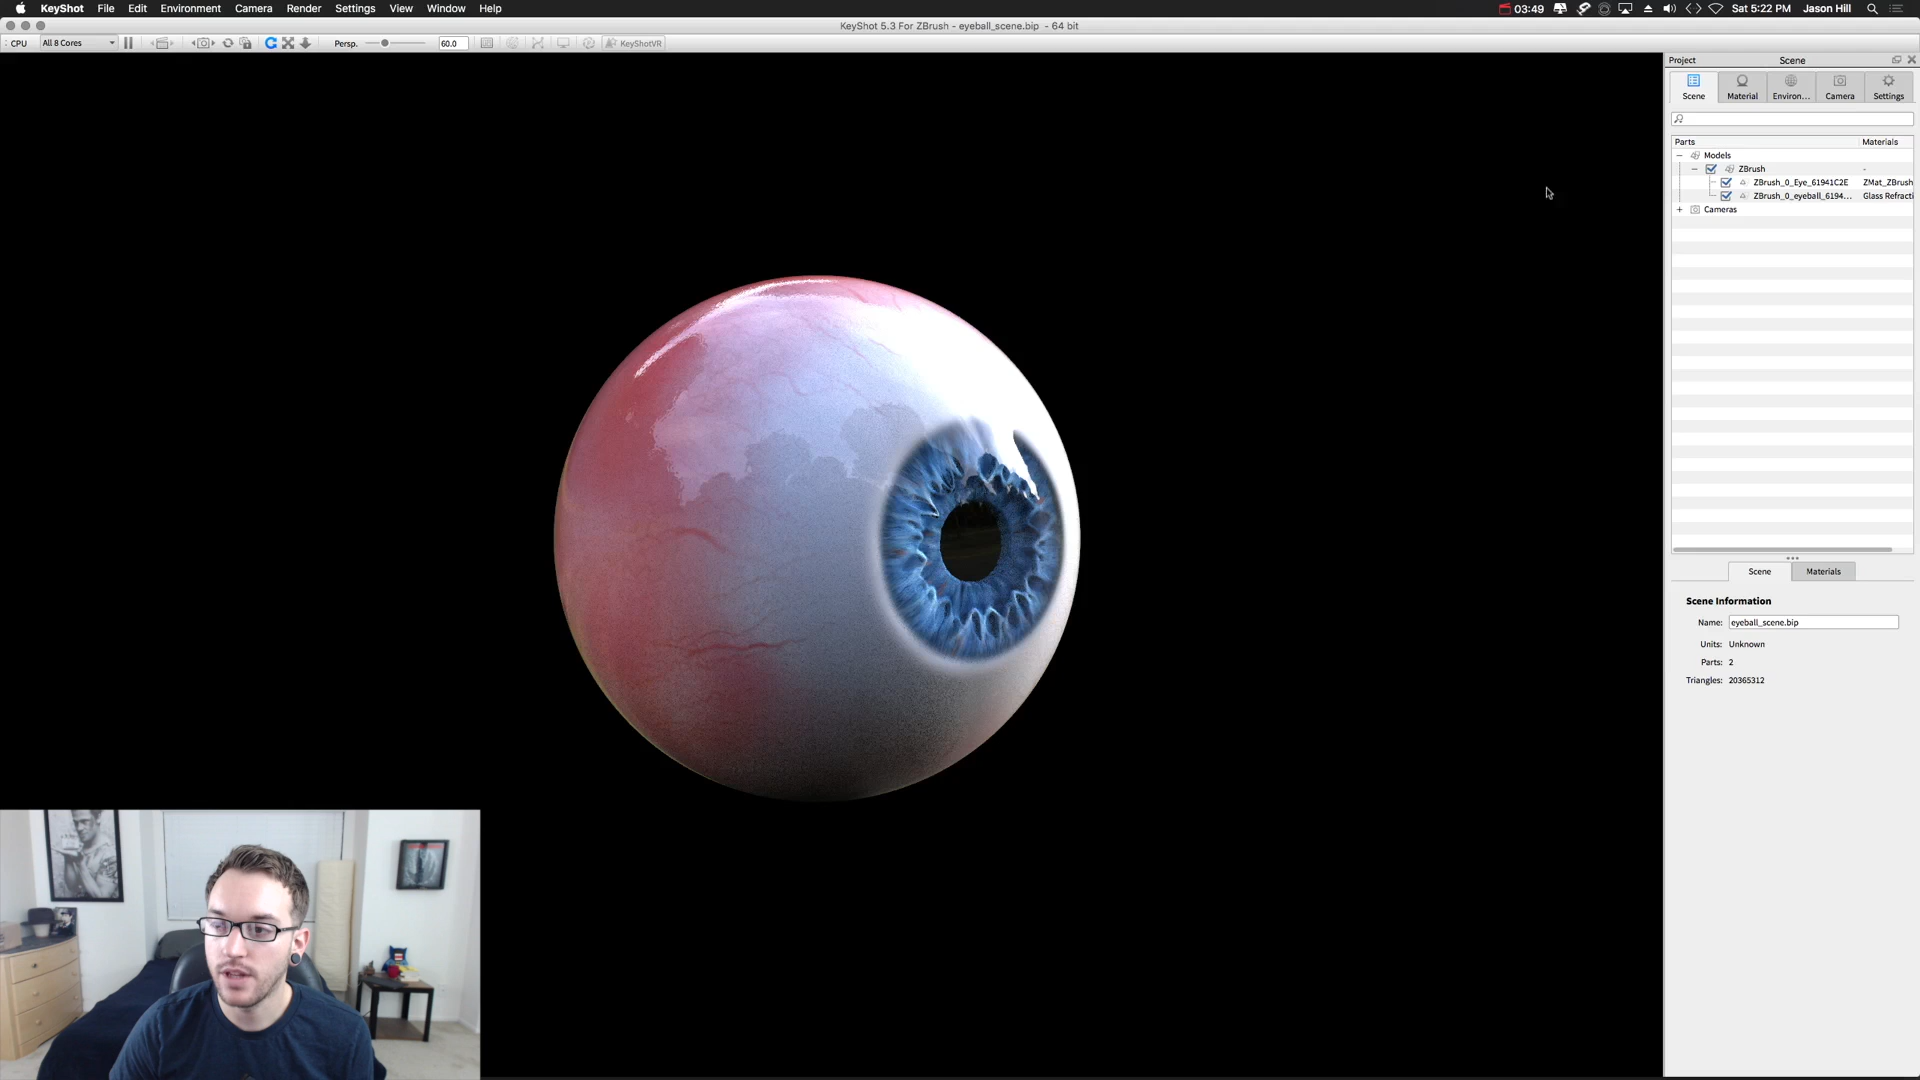 KeyShot File Edit Environment Camera Render Settings View Window Help
03:49 Sat 5:22 PM Jason Hill
KeyShot 5.3 For ZBrush - eyeball_scene.bip - 64 bit
CPU All 8 Cores Persp. 60.0 KeyShotVR
Project Scene
Scene Material Environ... Camera Settings
Parts Materials
Models
ZBrush -
ZBrush_0_Eye_61941C2E ZMat_ZBrush
ZBrush_0_eyeball_6194... Glass Refracti
Cameras
Scene Materials
Scene Information
Name: eyeball_scene.bip
Units: Unknown
Parts: 2
Triangles: 20365312